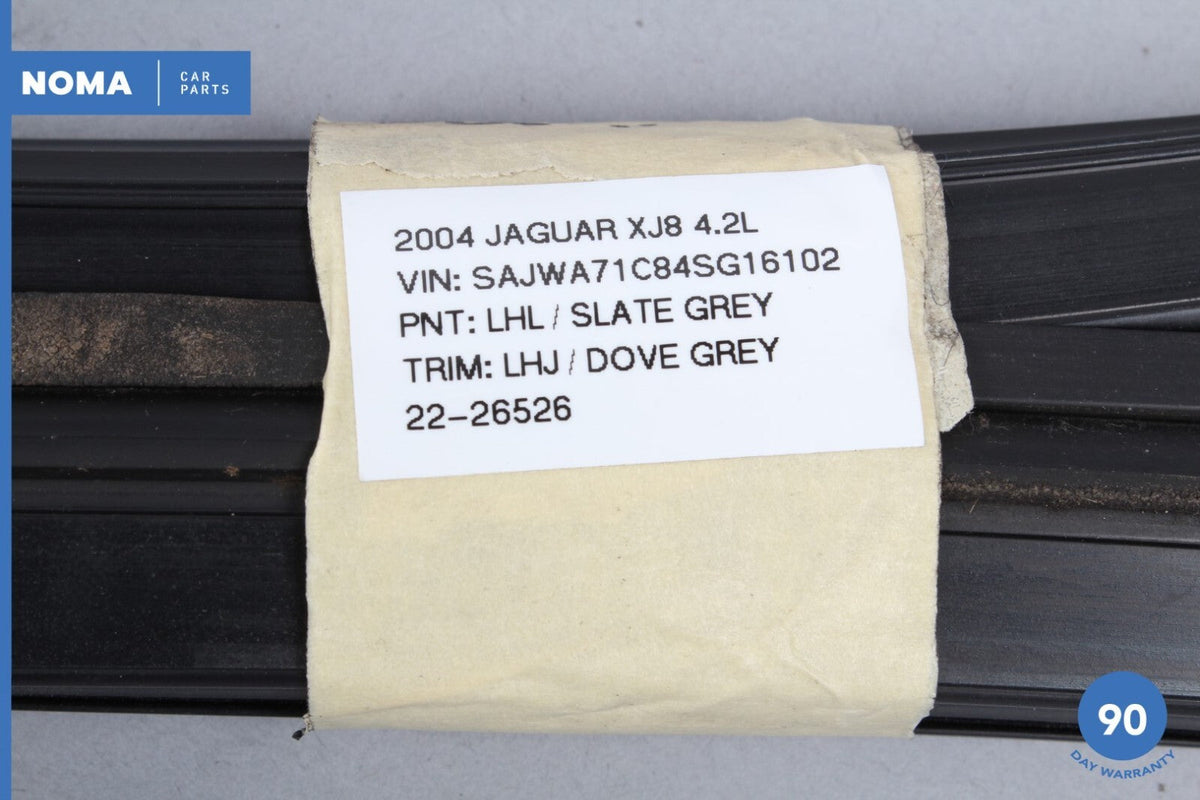 NOMA
CAR
PARTS
2004 JAGUAR XJ8 4.2L
VIN: SAJWA71C84SG16102
PNT: LHL / SLATE GREY
TRIM: LHJ / DOVE GREY
22-26526
90
DAY WARRANTY